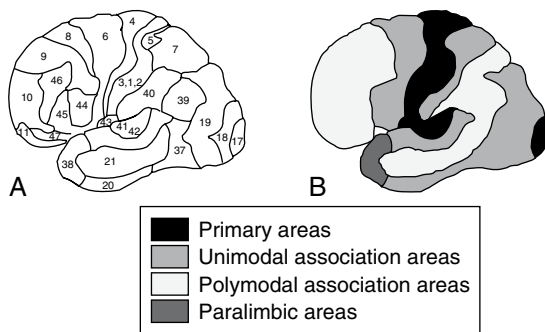 4
8 6
5
9 7
46 3,1,2 40
10 39
44
45 19
43 41
11 42 18 17
47
38 21 37
20
A B
Primary areas
Unimodal association areas
Polymodal association areas
Paralimbic areas